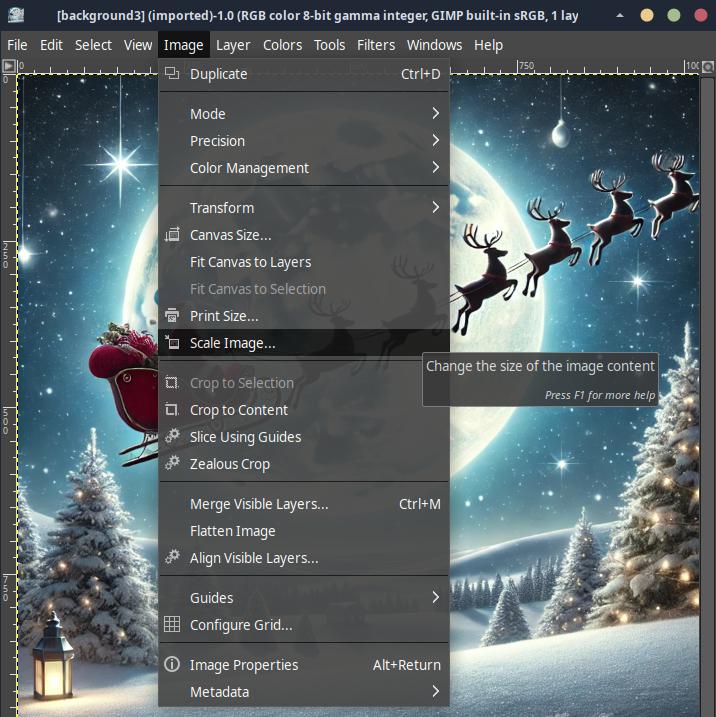 [background3] (imported)-1.0 (RGB color 8-bit gamma integer, GIMP built-in sRGB, 1 lay
File Edit Select View Image Layer Colors Tools Filters Windows Help
0 750 100
0
250
500
750
Duplicate Ctrl+D
Mode
Precision
Color Management
Transform
Canvas Size...
Fit Canvas to Layers
Fit Canvas to Selection
Print Size...
Scale Image...
Change the size of the image content
Press F1 for more help
Crop to Selection
Crop to Content
Slice Using Guides
Zealous Crop
Merge Visible Layers... Ctrl+M
Flatten Image
Align Visible Layers...
Guides
Configure Grid...
Image Properties Alt+Return
Metadata